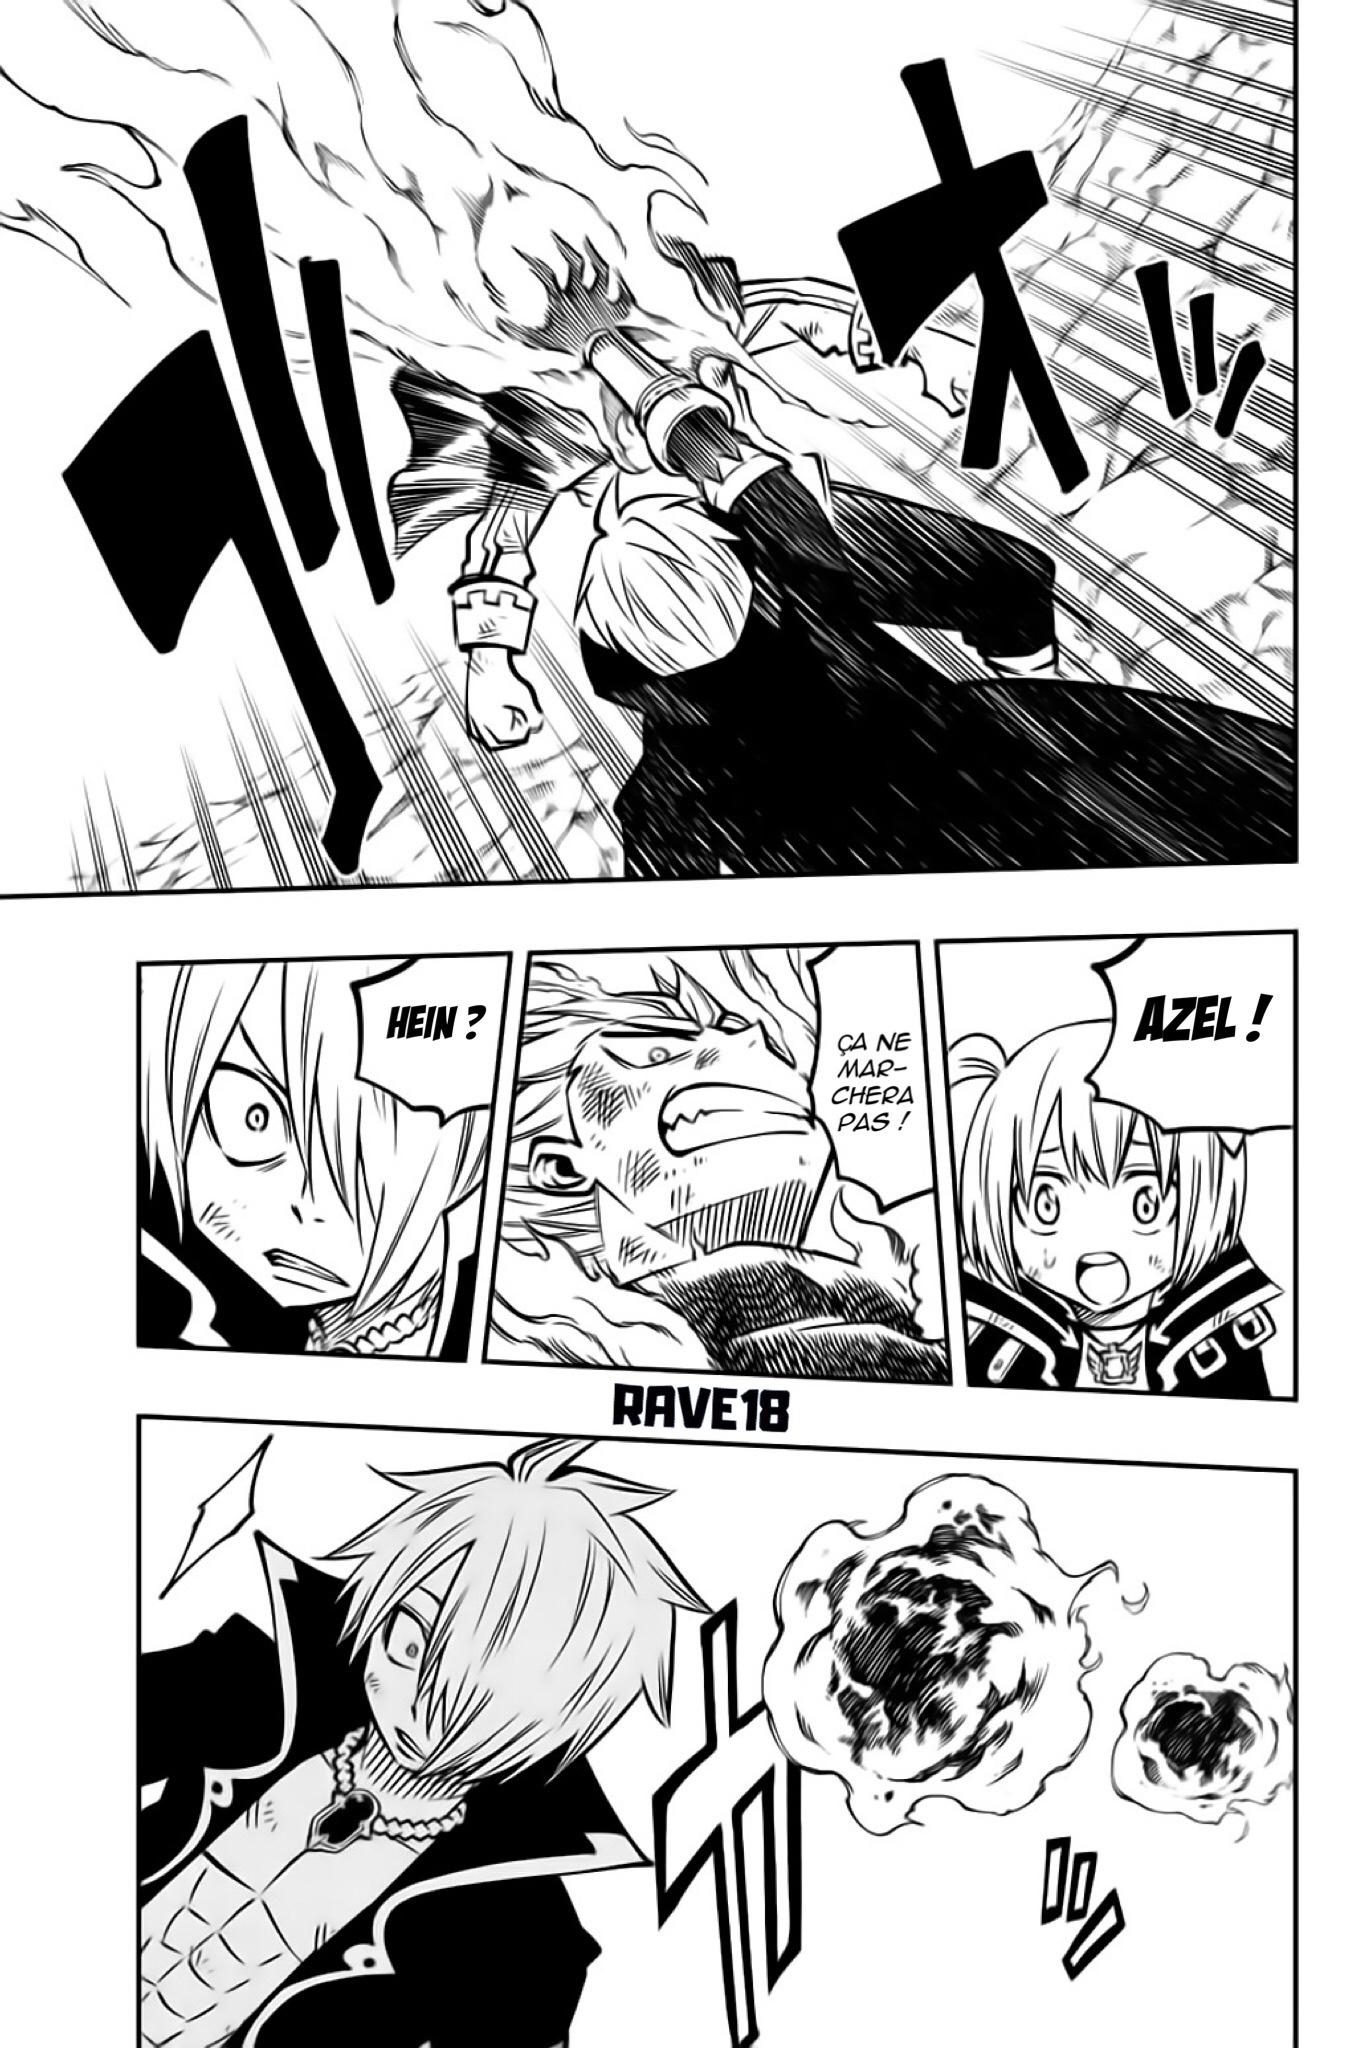 AZEL !
ÇA NE
MAR-
CHERA
PAS !
HEIN ?
RAVE18